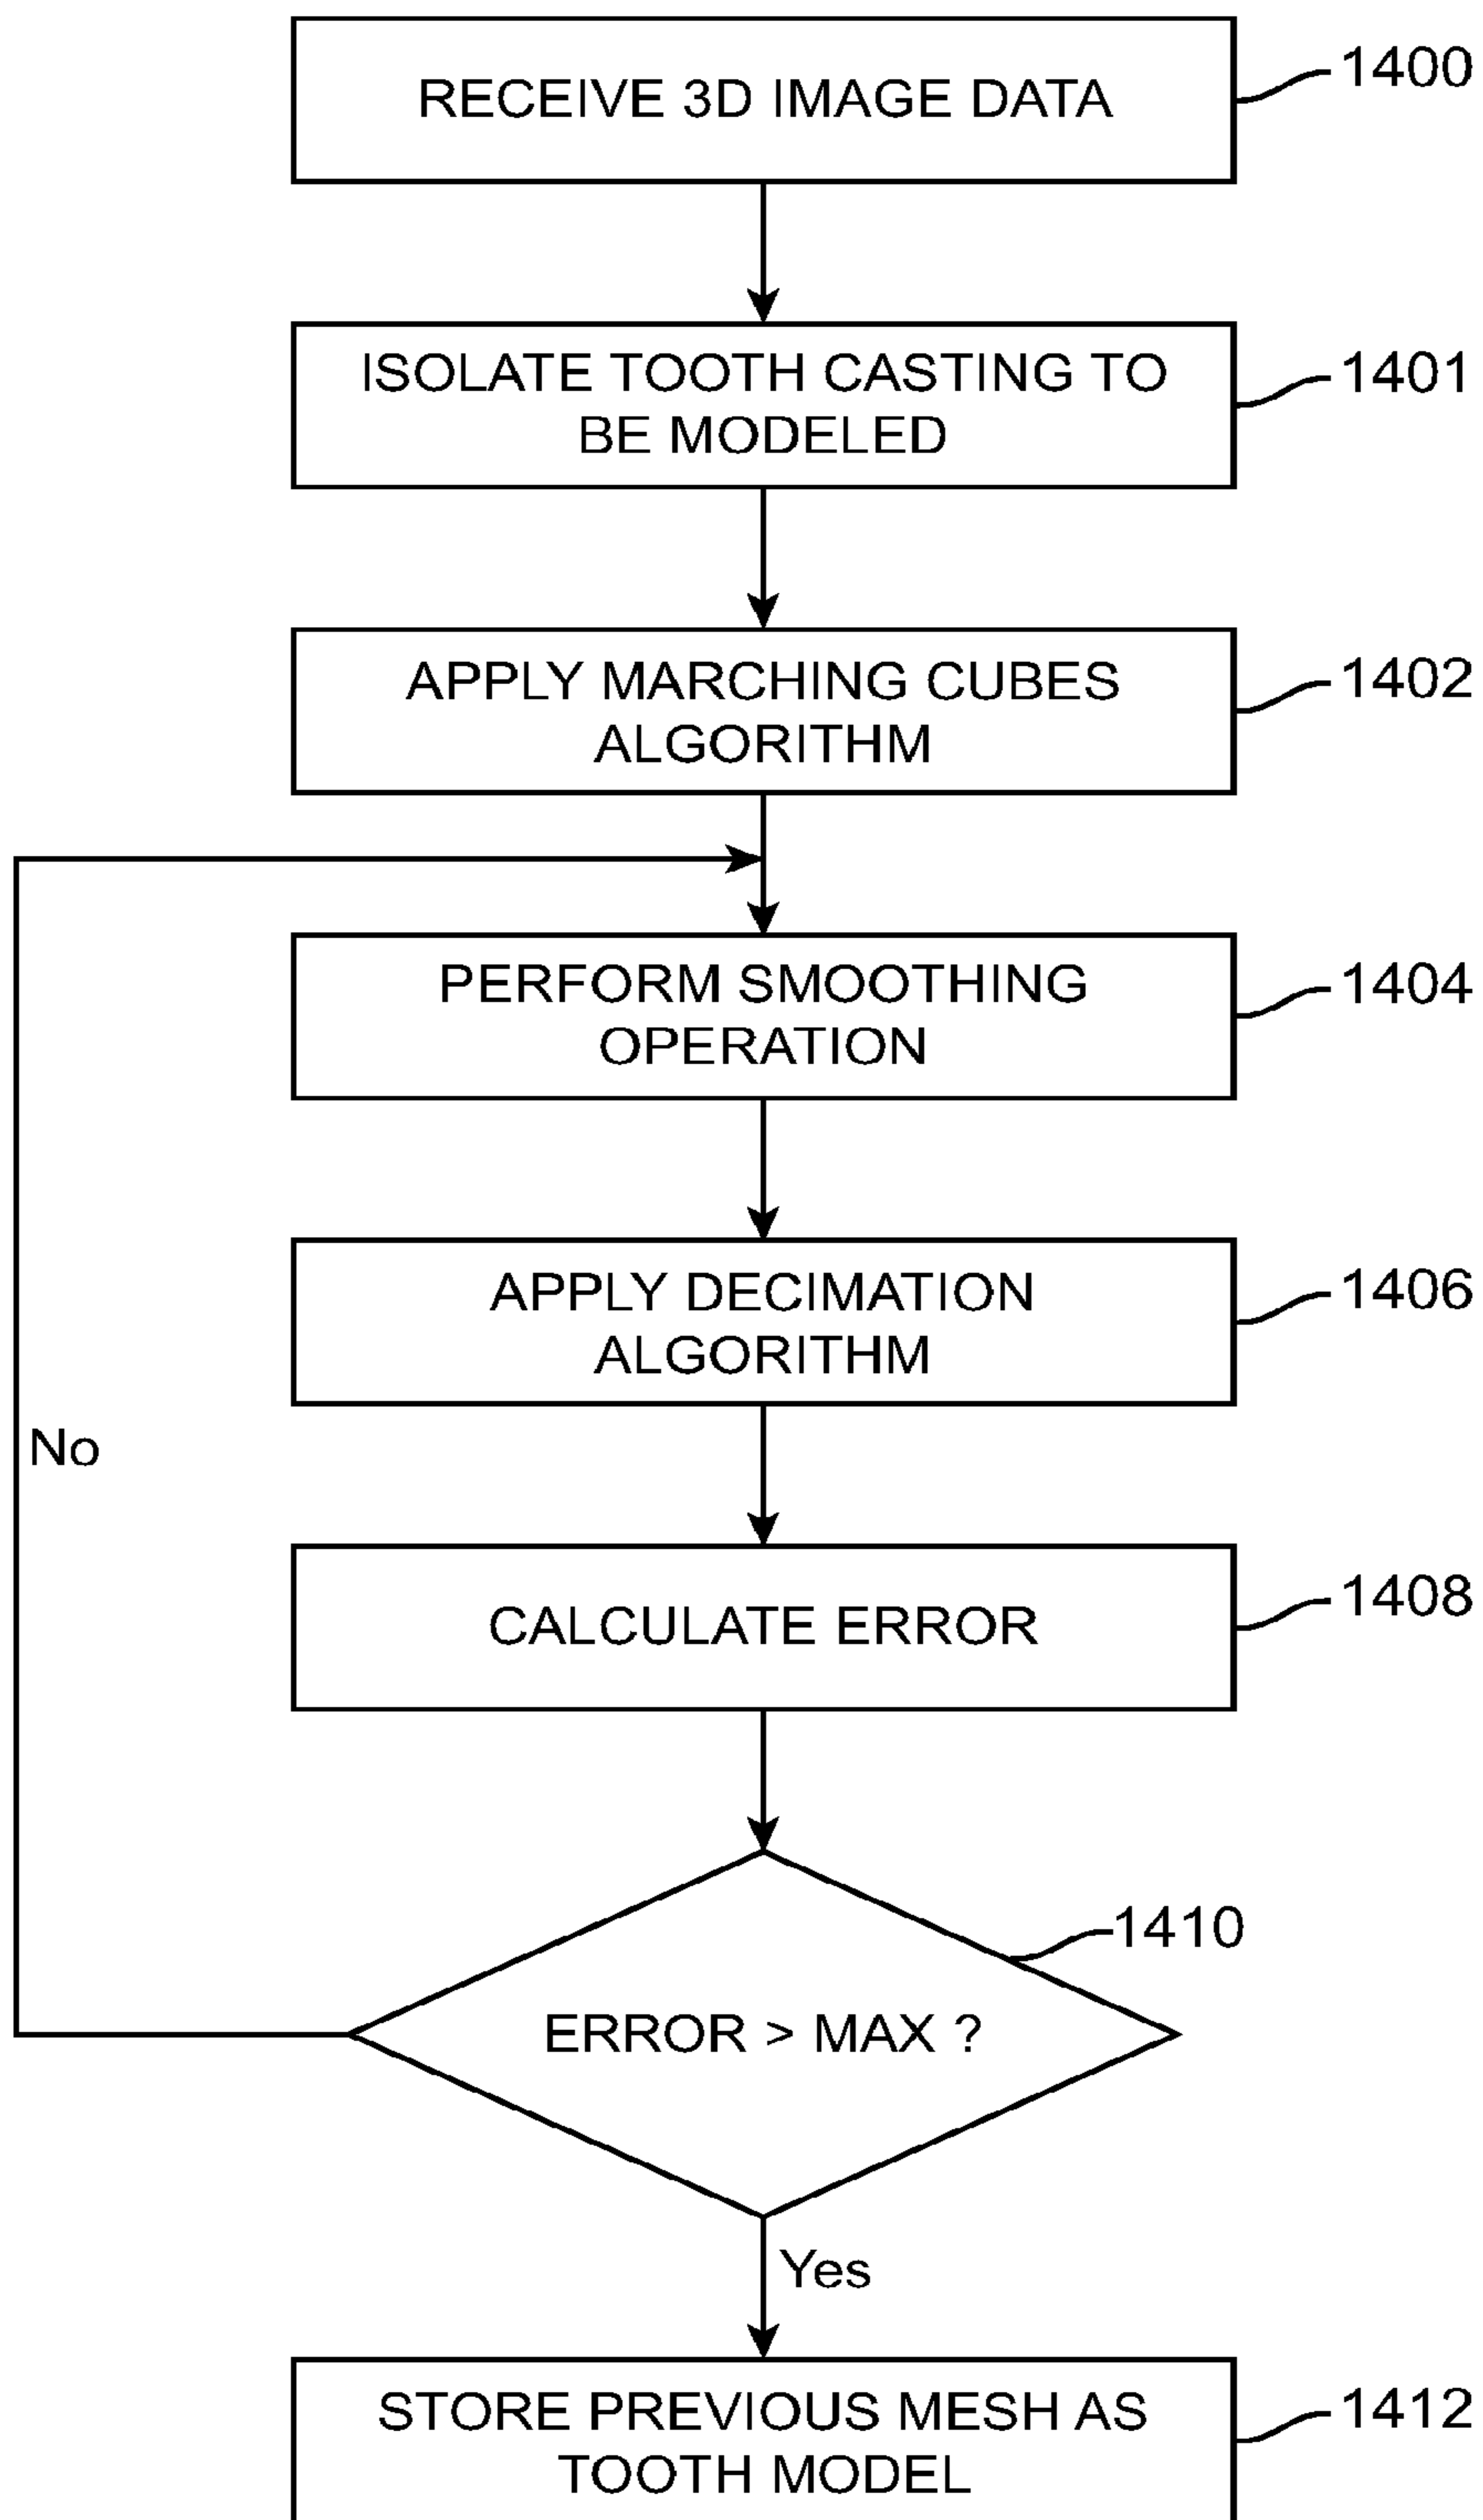 RECEIVE 3D IMAGE DATA
1400
ISOLATE TOOTH CASTING TO
BE MODELED
1401
APPLY MARCHING CUBES
ALGORITHM
1402
PERFORM SMOOTHING
OPERATION
1404
APPLY DECIMATION
ALGORITHM
1406
No
CALCULATE ERROR
1408
1410
ERROR > MAX ?
Yes
STORE PREVIOUS MESH AS
TOOTH MODEL
1412